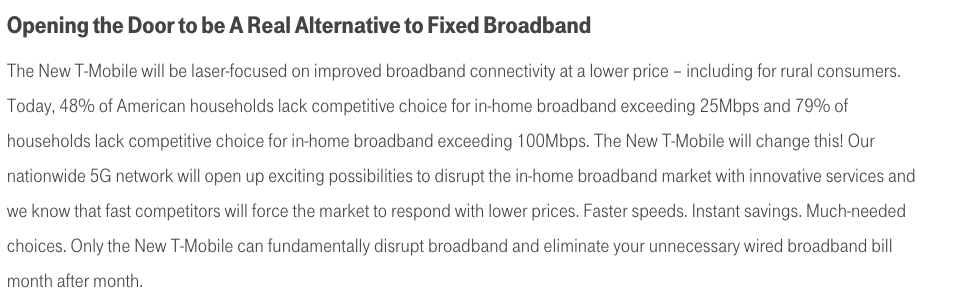 Opening the Door to be A Real Alternative to Fixed Broadband
The New T-Mobile will be laser-focused on improved broadband connectivity at a lower price – including for rural consumers.
Today, 48% of American households lack competitive choice for in-home broadband exceeding 25Mbps and 79% of
households lack competitive choice for in-home broadband exceeding 100Mbps. The New T-Mobile will change this! Our
nationwide 5G network will open up exciting possibilities to disrupt the in-home broadband market with innovative services and
we know that fast competitors will force the market to respond with lower prices. Faster speeds. Instant savings. Much-needed
choices. Only the New T-Mobile can fundamentally disrupt broadband and eliminate your unnecessary wired broadband bill
month after month.